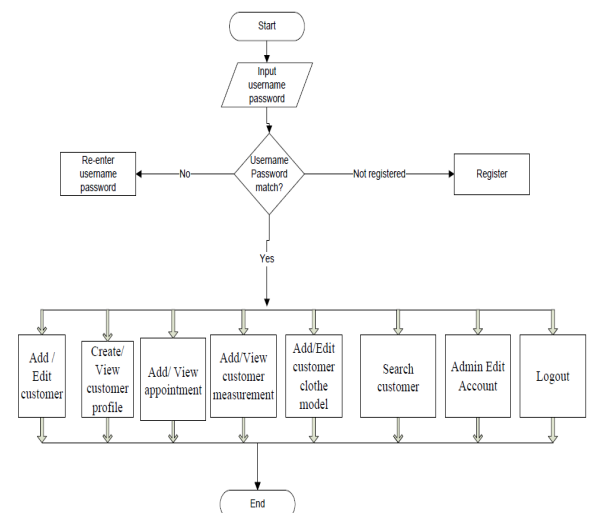 Start
Input
username
password
Username
Password
match?
No
Re-enter
username
password
Not registered
Register
Yes
Add /
Edit
customer
Create/
View
customer
profile
Add/ View
appointment
Add/View
customer
measurement
Add/Edit
customer
clothe
model
Search
customer
Admin Edit
Account
Logout
End